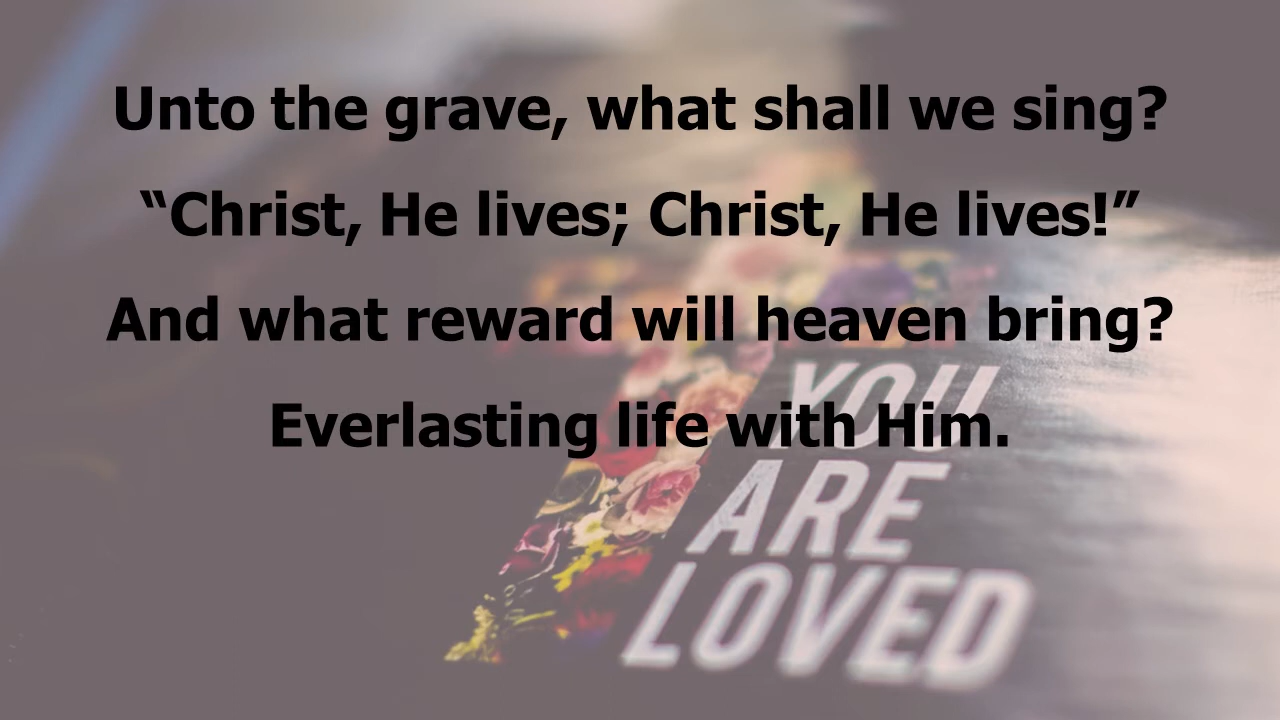 Unto the grave, what shall we sing?
“Christ, He lives; Christ, He lives!”
And what reward will heaven bring?
Everlasting life with Him.
YOU
ARE
LOVED